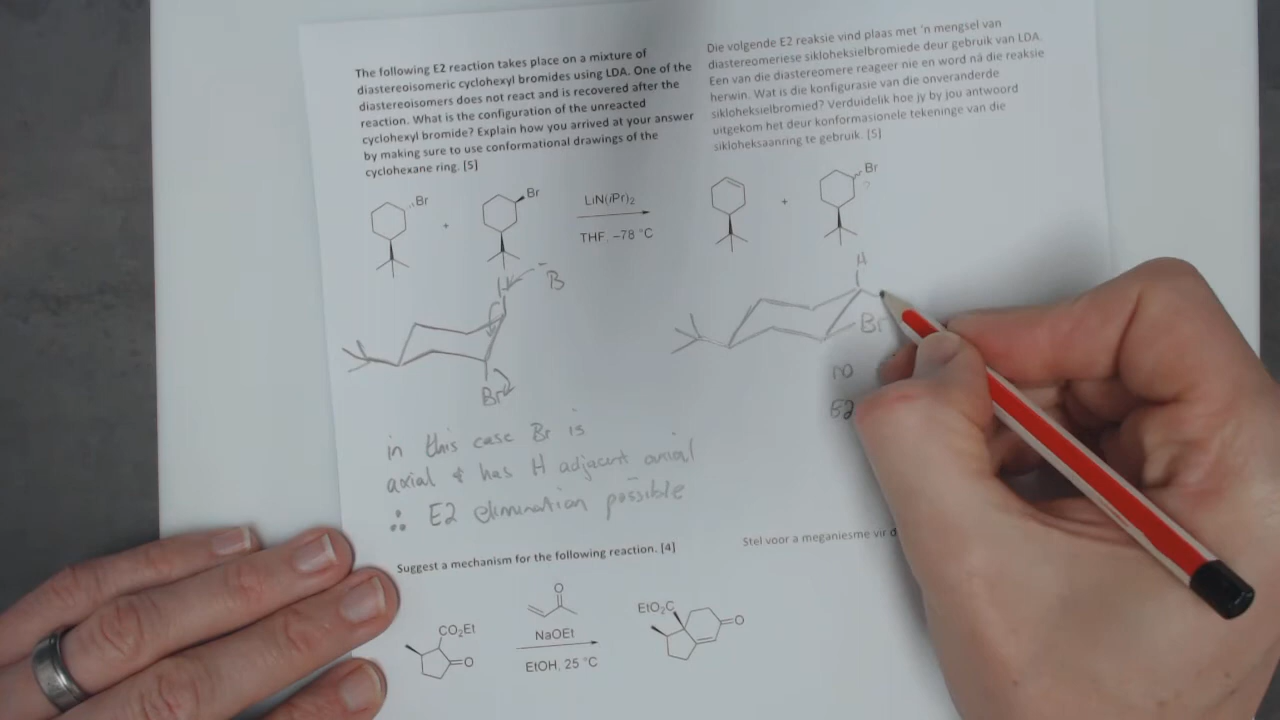 The following E2 reaction takes place on a mixture of
diastereoisomeric cyclohexyl bromides using LDA. One of the
diastereoisomers does not react and is recovered after the
reaction. What is the configuration of the unreacted
cyclohexyl bromide? Explain how you arrived at your answer
by making sure to use conformational drawings of the
cyclohexane ring. [5]
Die volgende E2 reaksie vind plaas met 'n mengsel van
diastereomeriese sikloheksielbromiede deur gebruik van LDA.
Een van die diastereomere reageer nie en word ná die reaksie
herwin. Wat is die konfigurasie van die onveranderde
sikloheksielbromied? Verduidelik hoe jy by jou antwoord
uitgekom het deur konformasionele tekeninge van die
sikloheksaanring te gebruik. [5]
Br
+
Br
LiN(iPr)2
THF, –78 °C
+
Br
?
H
B
Br
H
Br
no
E2
in this case Br is
axial & has H adjacent axial
∴ E2 elimination possible
Suggest a mechanism for the following reaction. [4]
Stel voor a meganiesme vir d
CO2Et
O
O
NaOEt
EtOH, 25 °C
EtO2C
O